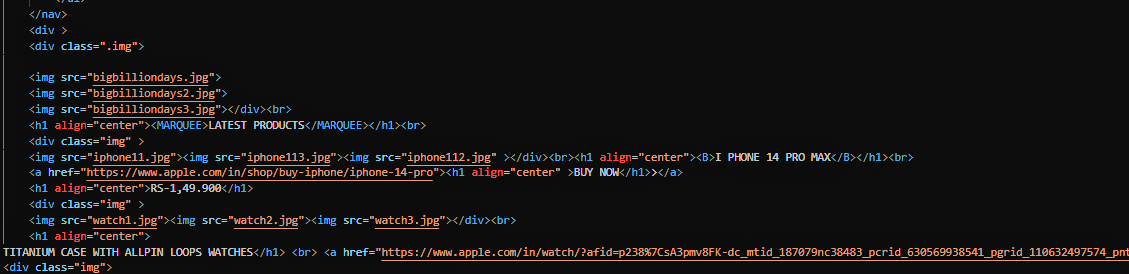 </nav>
<div >
<div class=".img">
<img src="bigbilliondays.jpg">
<img src="bigbilliondays2.jpg">
<img src="bigbilliondays3.jpg"></div><br>
<h1 align="center"><MARQUEE>LATEST PRODUCTS</MARQUEE></h1><br>
<div class="img" >
<img src="iphone11.jpg"><img src="iphone113.jpg"><img src="iphone112.jpg" ></div><br><h1 align="center"><B>I PHONE 14 PRO MAX</B></h1><br>
<a href="https://www.apple.com/in/shop/buy-iphone/iphone-14-pro"><h1 align="center" >BUY NOW</h1>></a>
<h1 align="center">RS-1,49.900</h1>
<div class="img" >
<img src="watch1.jpg"><img src="watch2.jpg"><img src="watch3.jpg"></div><br>
<h1 align="center">
TITANIUM CASE WITH ALLPIN LOOPS WATCHES</h1> <br> <a href="https://www.apple.com/in/watch/?afid=p238%7CsA3pmv8FK-dc_mtid_187079nc38483_pcrid_630569938541_pgrid_110632497574_pnt
<div class="img">